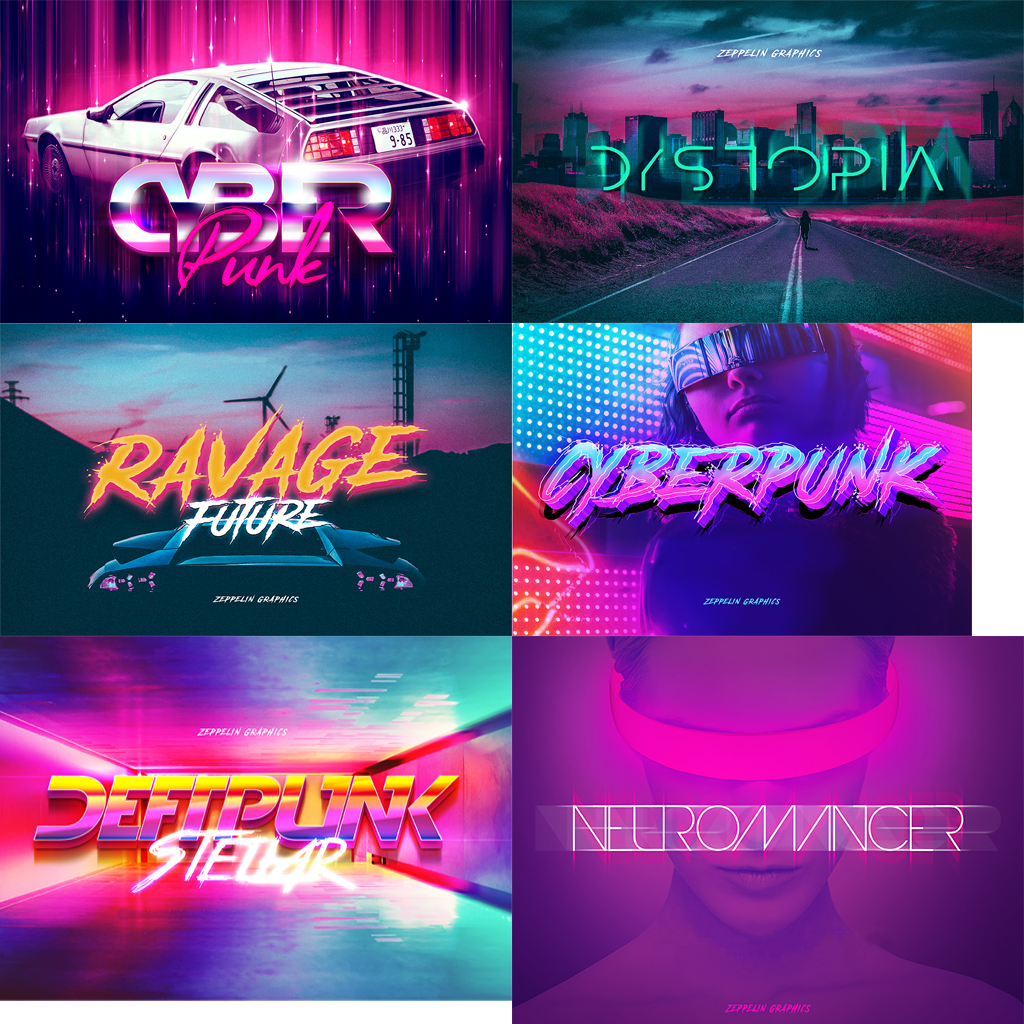 9-85
CYBER
Punk
ZEPPELIN GRAPHICS
DYSTOPIA
RAVAGE
FUTURE
ZEPPELIN GRAPHICS
CYBERPUNK
ZEPPELIN GRAPHICS
ZEPPELIN GRAPHICS
DEFTPUNK
STELLAR
NEUROMANCER
ZEPPELIN GRAPHICS